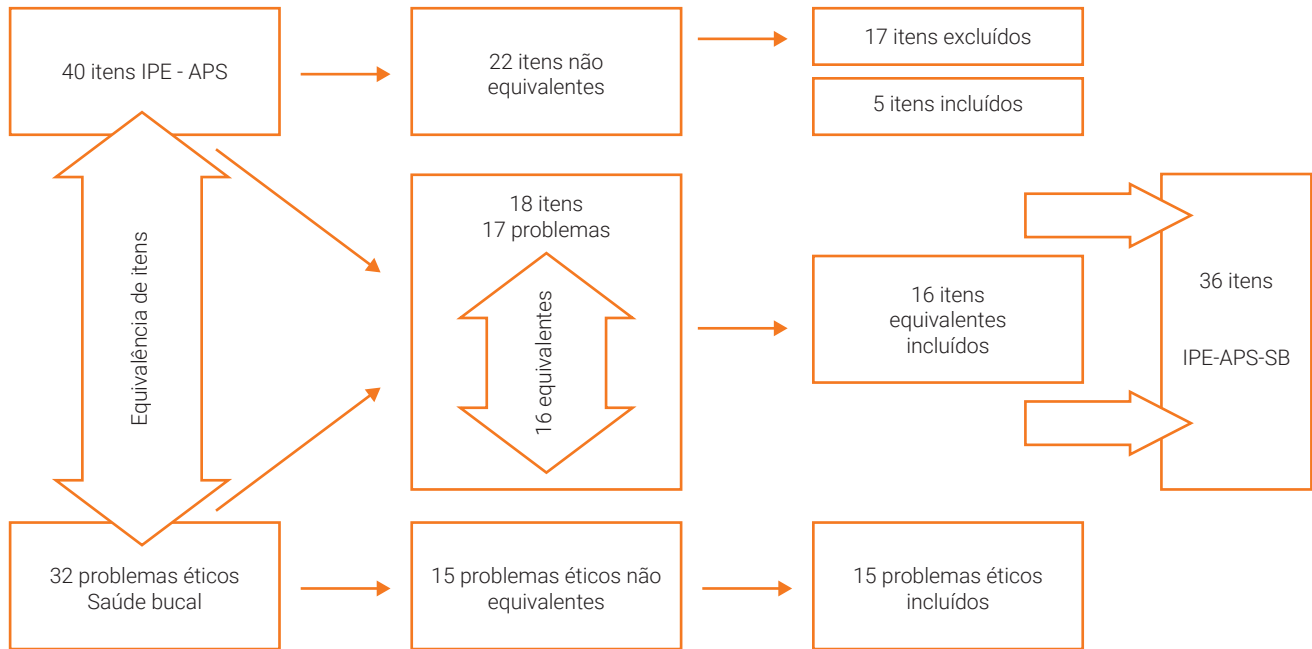 40 itens IPE - APS
22 itens não
equivalentes
17 itens excluídos
5 itens incluídos
Equivalência de itens
18 itens
17 problemas
16 equivalentes
16 itens
equivalentes
incluídos
36 itens
IPE-APS-SB
32 problemas éticos
Saúde bucal
15 problemas éticos não
equivalentes
15 problemas éticos
incluídos